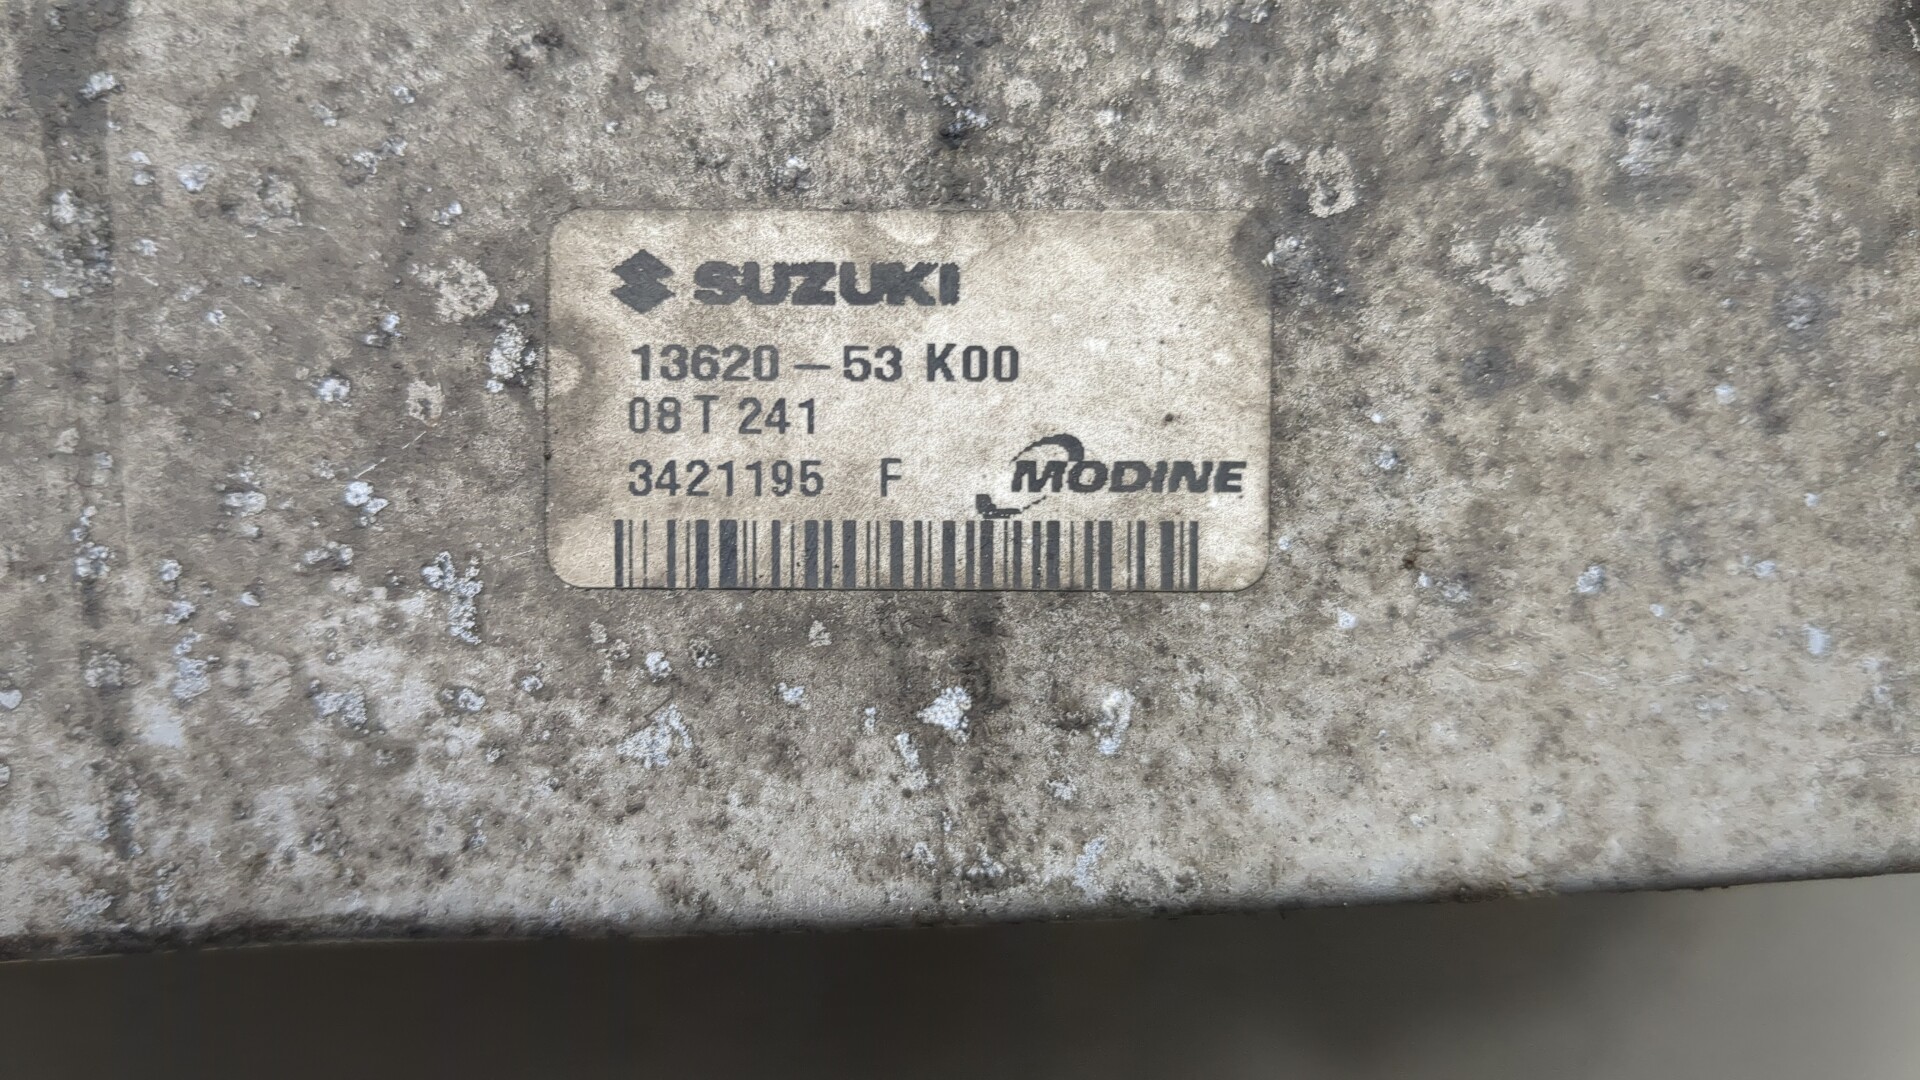 SUZUKI
13620-53 K00
08 T 241
3421195 F
MODINE